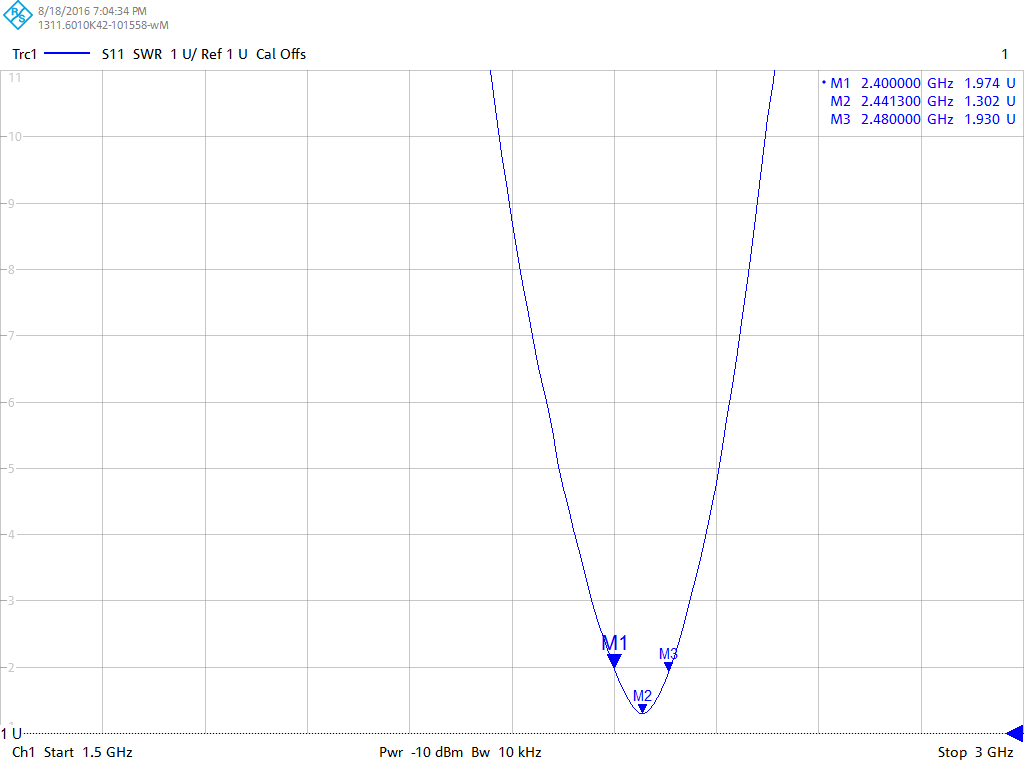 R&S
8/18/2016 7:04:34 PM
1311.6010K42-101558-wM
Trc1 S11 SWR 1 U/ Ref 1 U Cal Offs
1
• M1 2.400000 GHz 1.974 U
M2 2.441300 GHz 1.302 U
M3 2.480000 GHz 1.930 U
11
10
9
8
7
6
5
4
3
2
1
M1
M3
M2
1 U
Ch1 Start 1.5 GHz Pwr -10 dBm Bw 10 kHz Stop 3 GHz